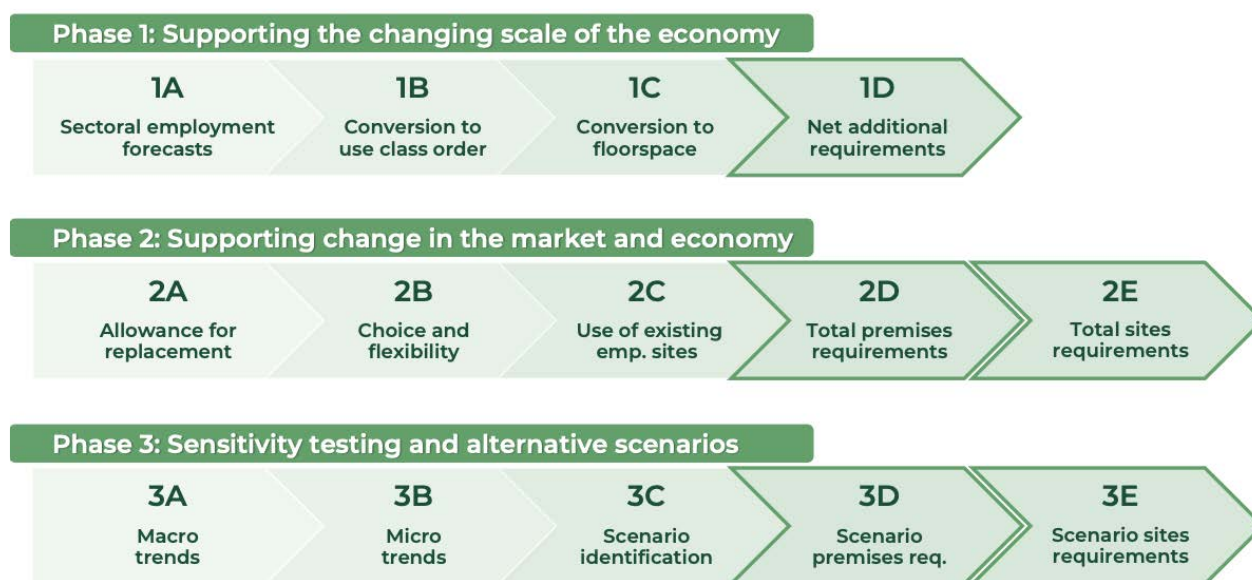 Phase 1: Supporting the changing scale of the economy
1A
Sectoral employment
forecasts
1B
Conversion to
use class order
1C
Conversion to
floorspace
1D
Net additional
requirements
Phase 2: Supporting change in the market and economy
2A
Allowance for
replacement
2B
Choice and
flexibility
2C
Use of existing
emp. sites
2D
Total premises
requirements
2E
Total sites
requirements
Phase 3: Sensitivity testing and alternative scenarios
3A
Macro
trends
3B
Micro
trends
3C
Scenario
identification
3D
Scenario
premises req.
3E
Scenario sites
requirements